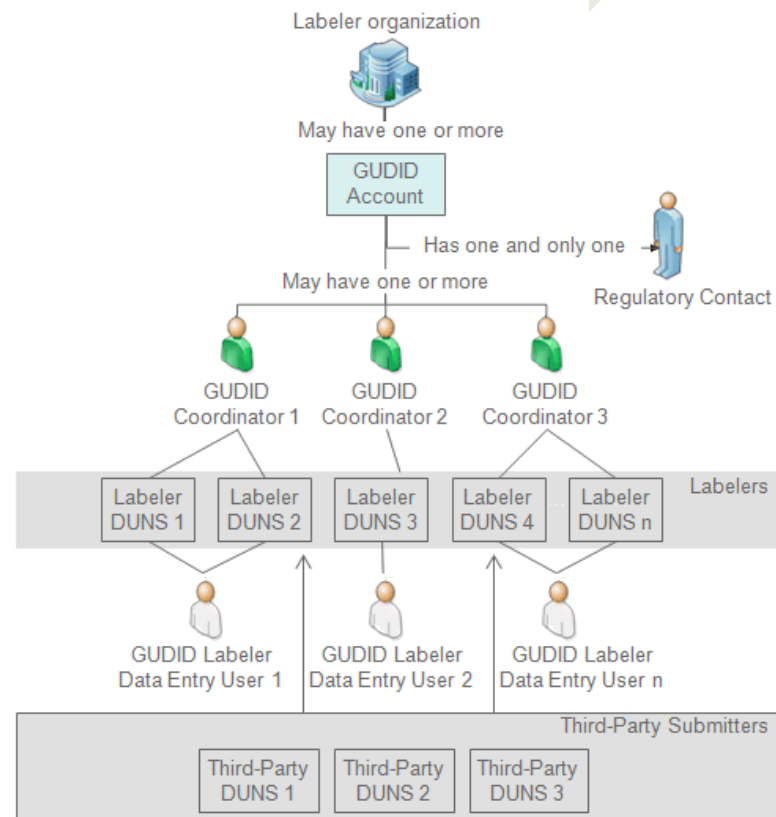 Labeler organization
May have one or more
GUDID
Account
Has one and only one
Regulatory Contact
May have one or more
GUDID
Coordinator 1
GUDID
Coordinator 2
GUDID
Coordinator 3
Labelers
Labeler
DUNS 1
Labeler
DUNS 2
Labeler
DUNS 3
Labeler
DUNS 4
...
Labeler
DUNS n
GUDID Labeler
Data Entry User 1
GUDID Labeler
Data Entry User 2
GUDID Labeler
Data Entry User n
Third-Party Submitters
Third-Party
DUNS 1
Third-Party
DUNS 2
Third-Party
DUNS 3